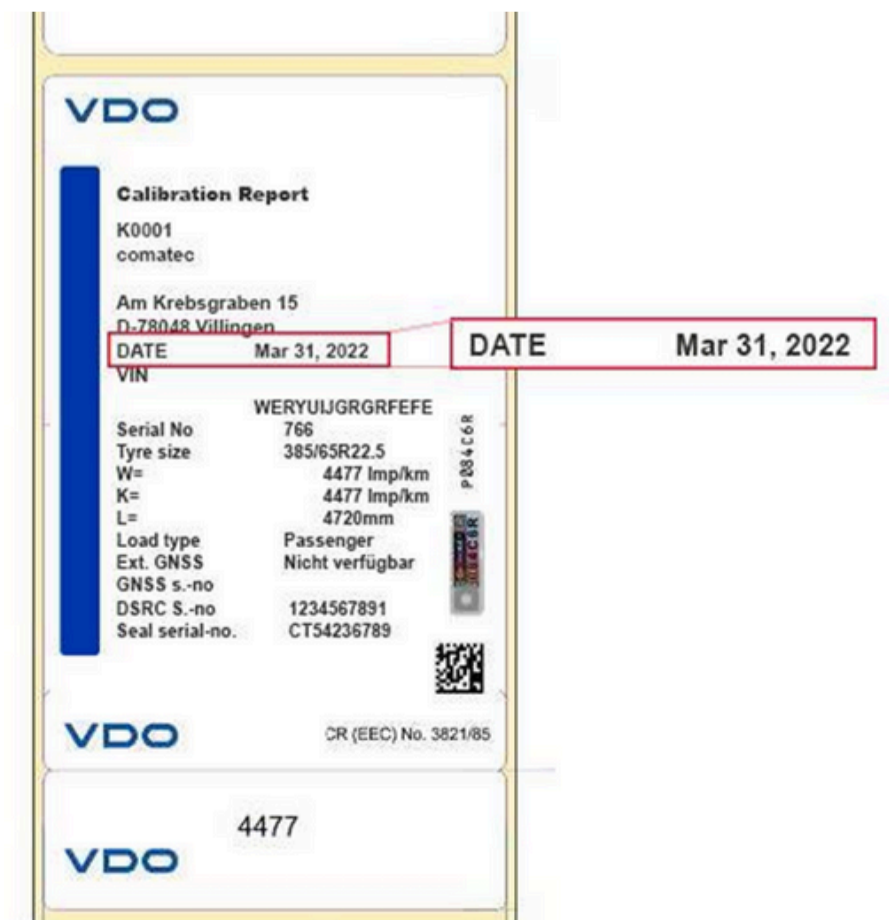 VDO
Calibration Report
K0001
comatec
Am Krebsgraben 15
D-78048 Villingen
DATE Mar 31, 2022
DATE Mar 31, 2022
VIN
WERYUIJGRGRFEFE
Serial No 766
Tyre size 385/65R22.5
W= 4477 Imp/km
K= 4477 Imp/km
L= 4720mm
Load type Passenger
Ext. GNSS Nicht verfügbar
GNSS s.-no
DSRC S.-no 1234567891
Seal serial-no. CT54236789
P084C6R
VDO
CR (EEC) No. 3821/85
4477
VDO